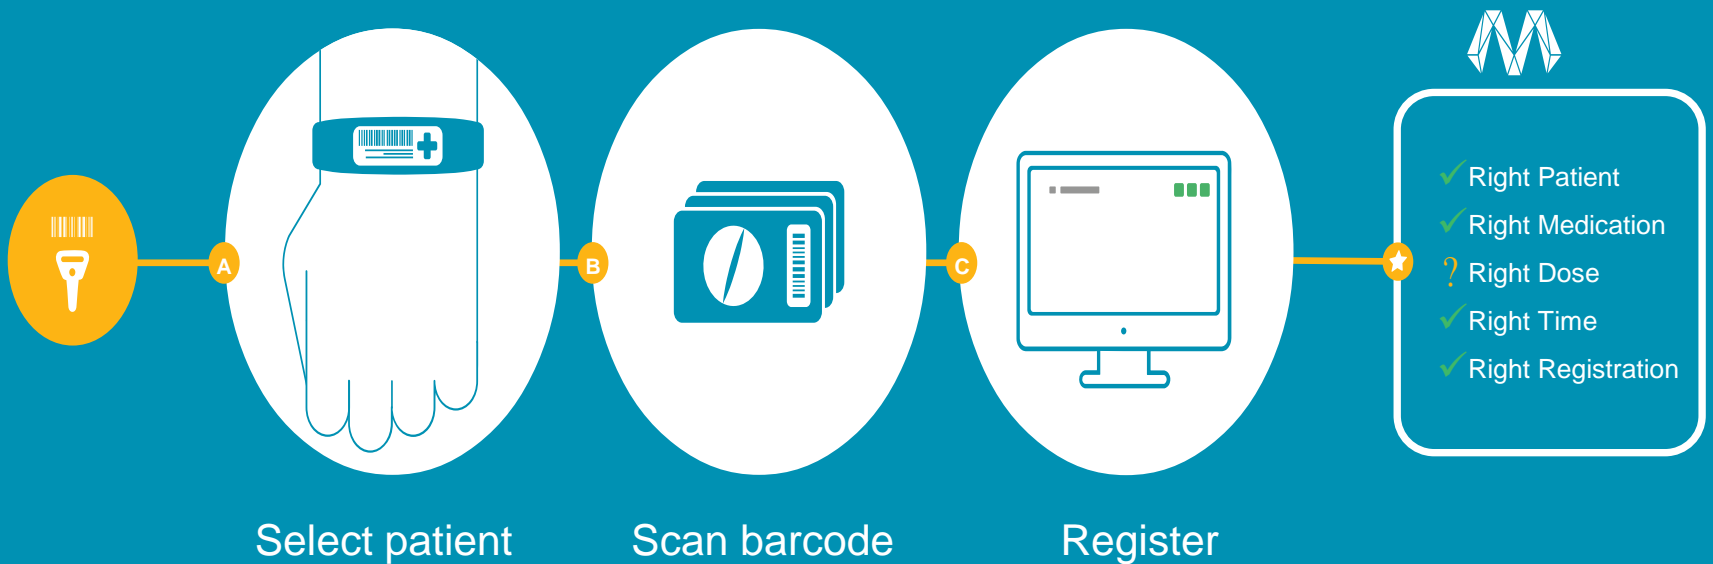 A
B
C
Right Patient
Right Medication
? Right Dose
Right Time
Right Registration
Select patient
Scan barcode
Register